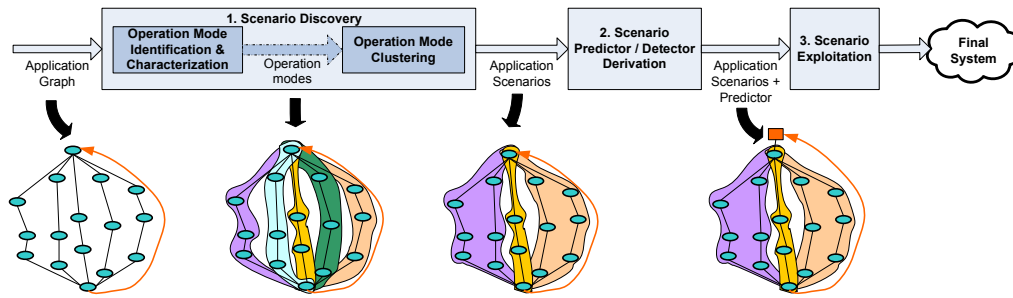 1. Scenario Discovery
Operation Mode
Identification &
Characterization
Operation Mode
Clustering
2. Scenario
Predictor / Detector
Derivation
3. Scenario
Exploitation
Final
System
Application
Graph
Operation
modes
Application
Scenarios
Application
Scenarios +
Predictor